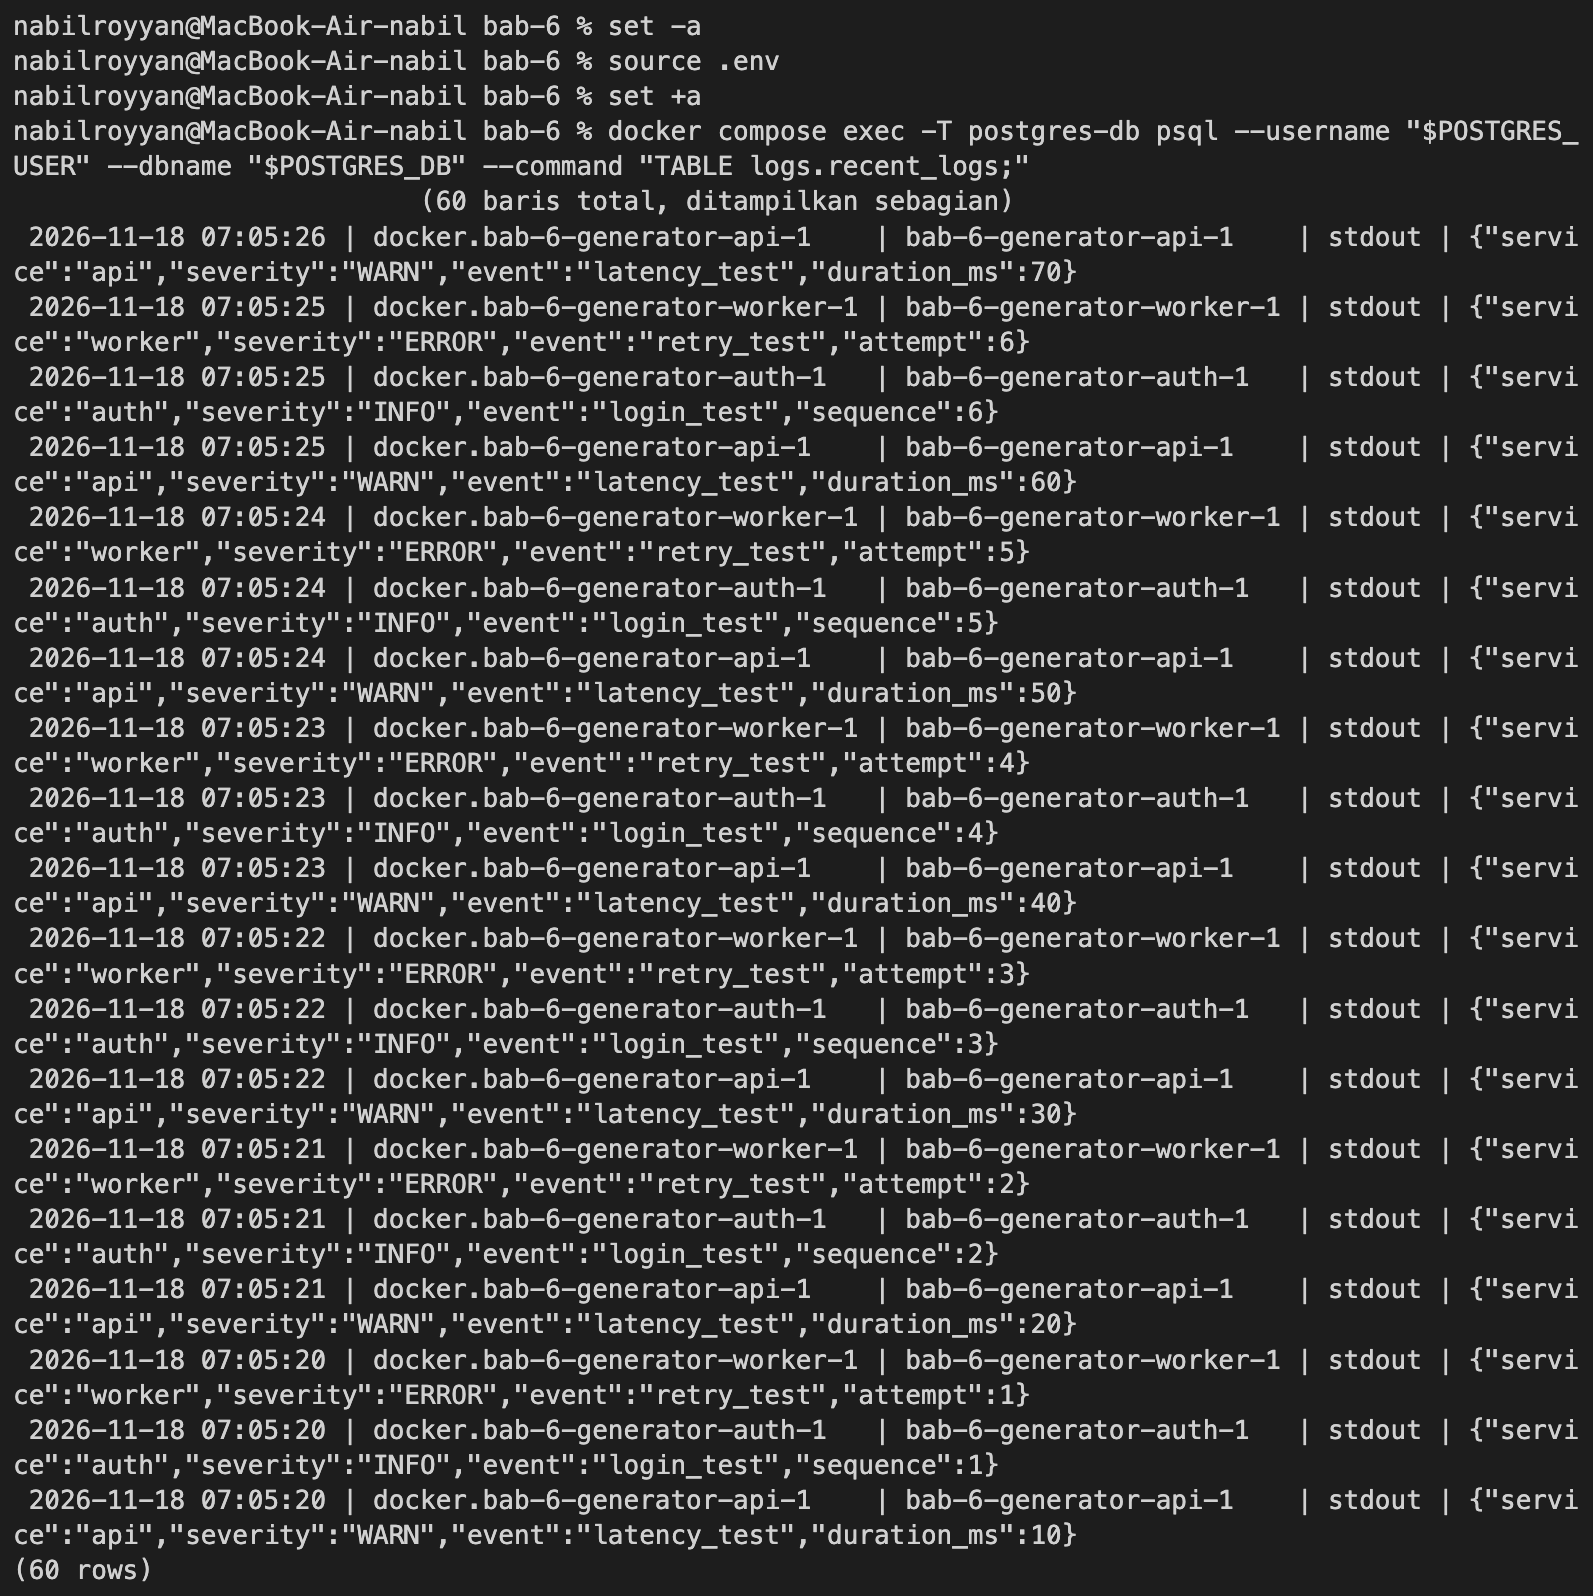 nabilroyyan@MacBook-Air-nabil bab-6 % set -a
nabilroyyan@MacBook-Air-nabil bab-6 % source .env
nabilroyyan@MacBook-Air-nabil bab-6 % set +a
nabilroyyan@MacBook-Air-nabil bab-6 % docker compose exec -T postgres-db psql --username "$POSTGRES_
USER" --dbname "$POSTGRES_DB" --command "TABLE logs.recent_logs;"
                          (60 baris total, ditampilkan sebagian)
 2026-11-18 07:05:26 | docker.bab-6-generator-api-1    | bab-6-generator-api-1    | stdout | {"servi
ce":"api","severity":"WARN","event":"latency_test","duration_ms":70}
 2026-11-18 07:05:25 | docker.bab-6-generator-worker-1 | bab-6-generator-worker-1 | stdout | {"servi
ce":"worker","severity":"ERROR","event":"retry_test","attempt":6}
 2026-11-18 07:05:25 | docker.bab-6-generator-auth-1   | bab-6-generator-auth-1   | stdout | {"servi
ce":"auth","severity":"INFO","event":"login_test","sequence":6}
 2026-11-18 07:05:25 | docker.bab-6-generator-api-1    | bab-6-generator-api-1    | stdout | {"servi
ce":"api","severity":"WARN","event":"latency_test","duration_ms":60}
 2026-11-18 07:05:24 | docker.bab-6-generator-worker-1 | bab-6-generator-worker-1 | stdout | {"servi
ce":"worker","severity":"ERROR","event":"retry_test","attempt":5}
 2026-11-18 07:05:24 | docker.bab-6-generator-auth-1   | bab-6-generator-auth-1   | stdout | {"servi
ce":"auth","severity":"INFO","event":"login_test","sequence":5}
 2026-11-18 07:05:24 | docker.bab-6-generator-api-1    | bab-6-generator-api-1    | stdout | {"servi
ce":"api","severity":"WARN","event":"latency_test","duration_ms":50}
 2026-11-18 07:05:23 | docker.bab-6-generator-worker-1 | bab-6-generator-worker-1 | stdout | {"servi
ce":"worker","severity":"ERROR","event":"retry_test","attempt":4}
 2026-11-18 07:05:23 | docker.bab-6-generator-auth-1   | bab-6-generator-auth-1   | stdout | {"servi
ce":"auth","severity":"INFO","event":"login_test","sequence":4}
 2026-11-18 07:05:23 | docker.bab-6-generator-api-1    | bab-6-generator-api-1    | stdout | {"servi
ce":"api","severity":"WARN","event":"latency_test","duration_ms":40}
 2026-11-18 07:05:22 | docker.bab-6-generator-worker-1 | bab-6-generator-worker-1 | stdout | {"servi
ce":"worker","severity":"ERROR","event":"retry_test","attempt":3}
 2026-11-18 07:05:22 | docker.bab-6-generator-auth-1   | bab-6-generator-auth-1   | stdout | {"servi
ce":"auth","severity":"INFO","event":"login_test","sequence":3}
 2026-11-18 07:05:22 | docker.bab-6-generator-api-1    | bab-6-generator-api-1    | stdout | {"servi
ce":"api","severity":"WARN","event":"latency_test","duration_ms":30}
 2026-11-18 07:05:21 | docker.bab-6-generator-worker-1 | bab-6-generator-worker-1 | stdout | {"servi
ce":"worker","severity":"ERROR","event":"retry_test","attempt":2}
 2026-11-18 07:05:21 | docker.bab-6-generator-auth-1   | bab-6-generator-auth-1   | stdout | {"servi
ce":"auth","severity":"INFO","event":"login_test","sequence":2}
 2026-11-18 07:05:21 | docker.bab-6-generator-api-1    | bab-6-generator-api-1    | stdout | {"servi
ce":"api","severity":"WARN","event":"latency_test","duration_ms":20}
 2026-11-18 07:05:20 | docker.bab-6-generator-worker-1 | bab-6-generator-worker-1 | stdout | {"servi
ce":"worker","severity":"ERROR","event":"retry_test","attempt":1}
 2026-11-18 07:05:20 | docker.bab-6-generator-auth-1   | bab-6-generator-auth-1   | stdout | {"servi
ce":"auth","severity":"INFO","event":"login_test","sequence":1}
 2026-11-18 07:05:20 | docker.bab-6-generator-api-1    | bab-6-generator-api-1    | stdout | {"servi
ce":"api","severity":"WARN","event":"latency_test","duration_ms":10}
(60 rows)